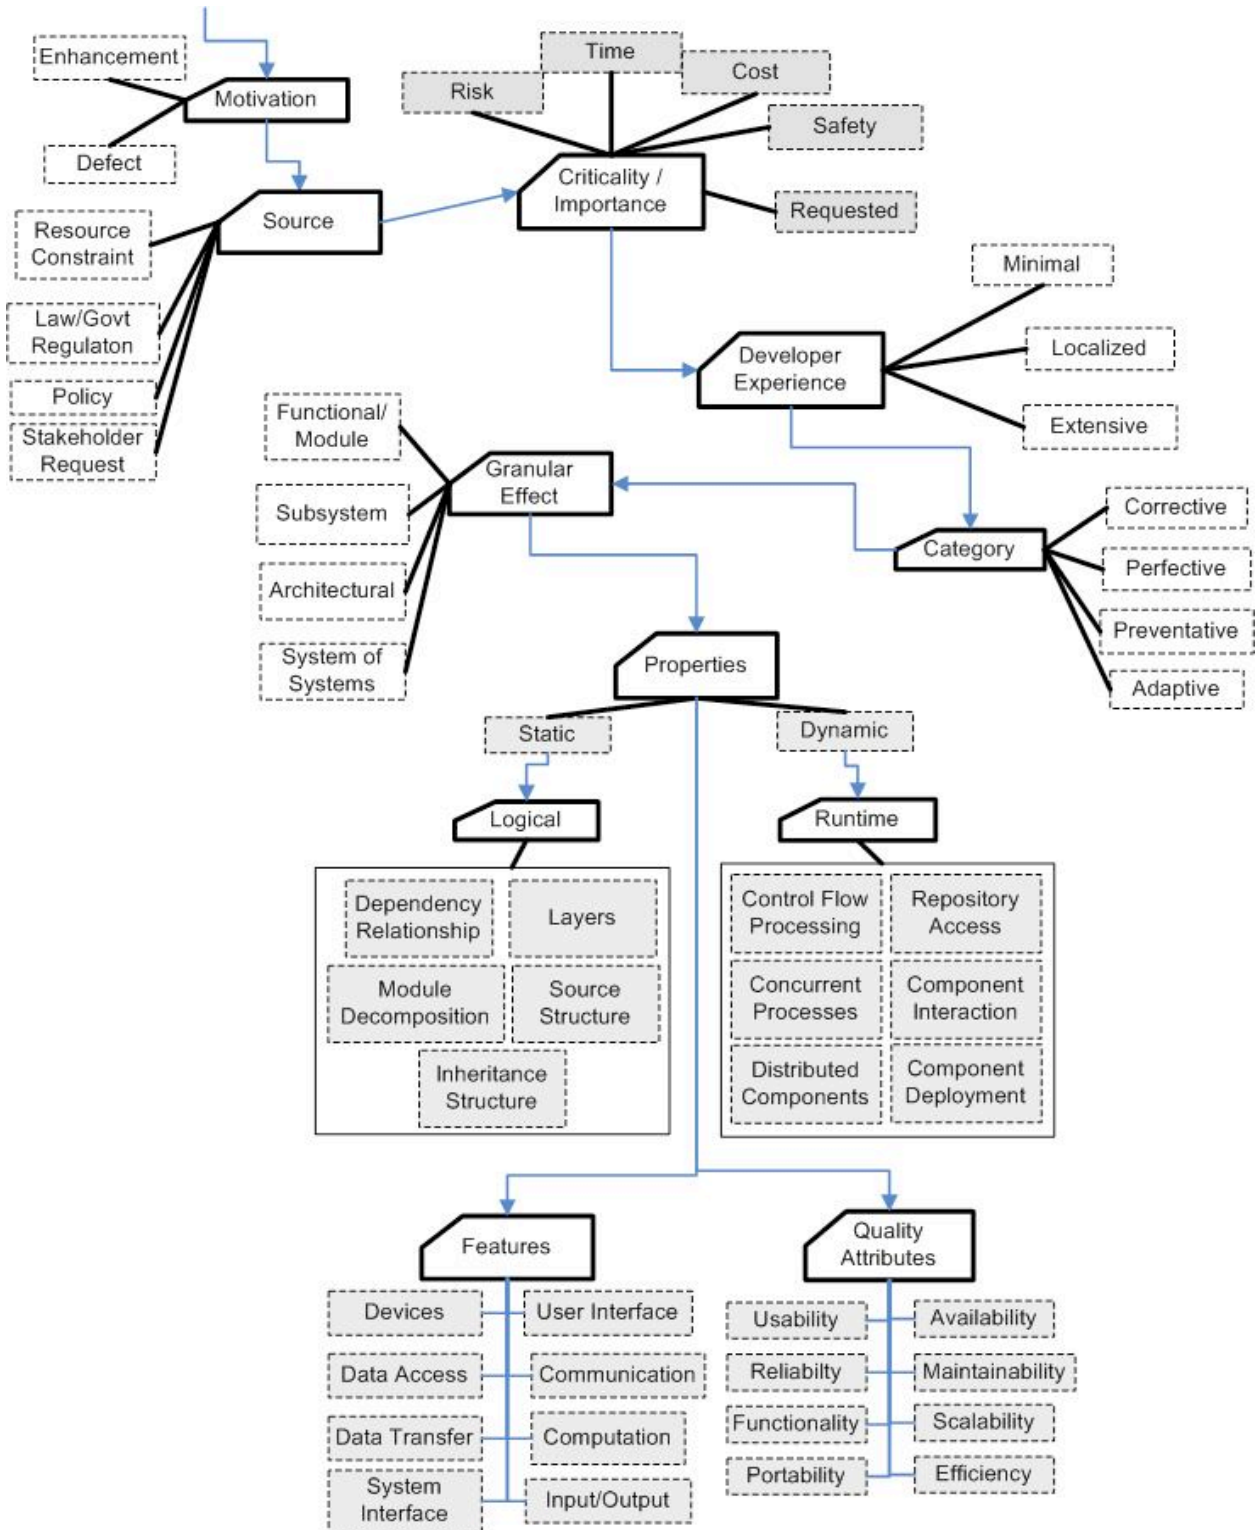 Enhancement
Motivation
Defect
Time
Cost
Risk
Safety
Criticality /
Importance
Requested
Source
Resource
Constraint
Law/Govt
Regulaton
Policy
Stakeholder
Request
Minimal
Developer
Experience
Localized
Extensive
Functional/
Module
Granular
Effect
Subsystem
Architectural
System of
Systems
Category
Corrective
Perfective
Preventative
Adaptive
Properties
Static
Dynamic
Logical
Runtime
Dependency
Relationship
Layers
Module
Decomposition
Source
Structure
Inheritance
Structure
Control Flow
Processing
Repository
Access
Concurrent
Processes
Component
Interaction
Distributed
Components
Component
Deployment
Features
Devices
User Interface
Data Access
Communication
Data Transfer
Computation
System
Interface
Input/Output
Quality
Attributes
Usability
Availability
Reliabilty
Maintainability
Functionality
Scalability
Portability
Efficiency